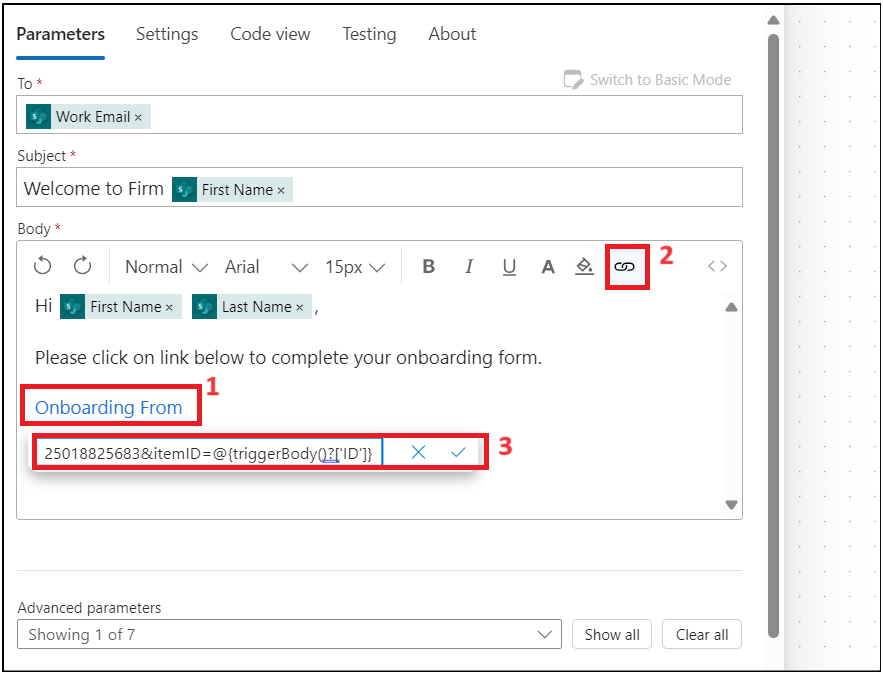 Parameters Settings Code view Testing About
To * Switch to Basic Mode
Work Email ×
Subject *
Welcome to Firm First Name ×
Body *
Normal Arial 15px B I U A <> 2
Hi First Name × Last Name × ,
Please click on link below to complete your onboarding form.
1
Onboarding From
25018825683&itemID=@{triggerBody()?['ID']} 3
Advanced parameters
Showing 1 of 7 Show all Clear all